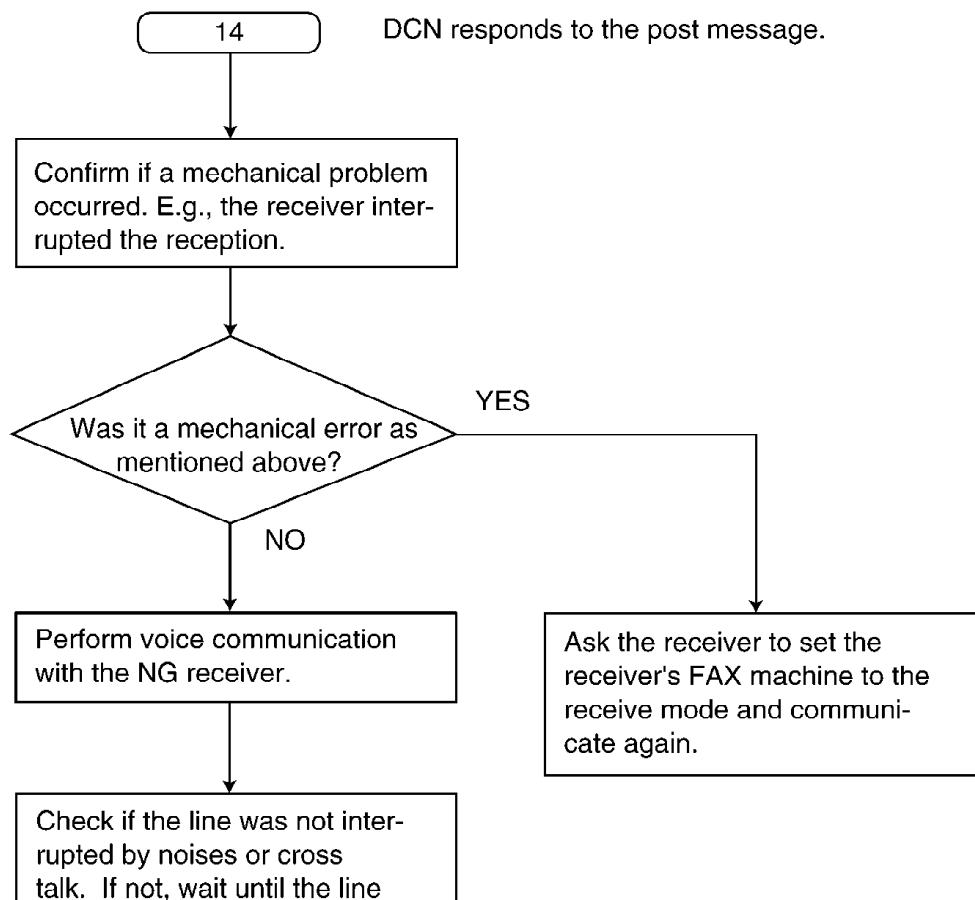 14
DCN responds to the post message.
Confirm if a mechanical problem
occurred. E.g., the receiver inter-
rupted the reception.
Was it a mechanical error as
mentioned above?
YES
NO
Perform voice communication
with the NG receiver.
Ask the receiver to set the
receiver's FAX machine to the
receive mode and communi-
cate again.
Check if the line was not inter-
rupted by noises or cross
talk.  If not, wait until the line